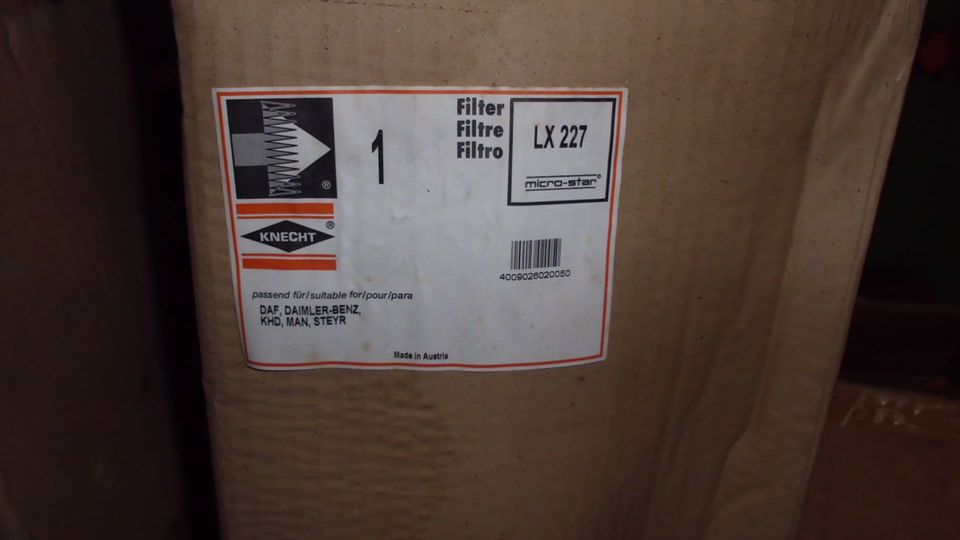 Filter
Filtre
Filtro
1
LX 227
micro-star®
®
KNECHT ®
4009026020050
passend für/suitable for/pour/para
DAF, DAIMLER-BENZ,
KHD, MAN, STEYR
Made in Austria